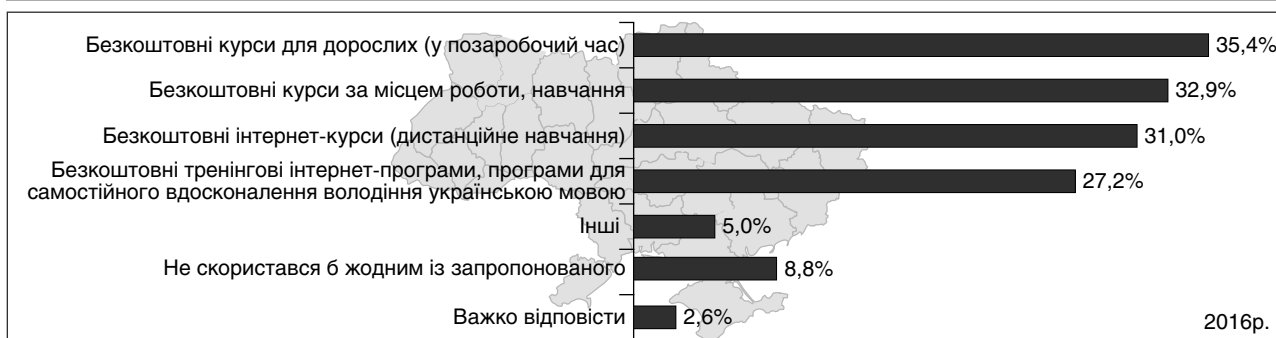 Безкоштовні курси для дорослих (у позаробочий час) 35,4%
Безкоштовні курси за місцем роботи, навчання 32,9%
Безкоштовні інтернет-курси (дистанційне навчання) 31,0%
Безкоштовні тренінгові інтернет-програми, програми для
самостійного вдосконалення володіння українською мовою 27,2%
Інші 5,0%
Не скористався б жодним із запропонованого 8,8%
Важко відповісти 2,6%
2016р.